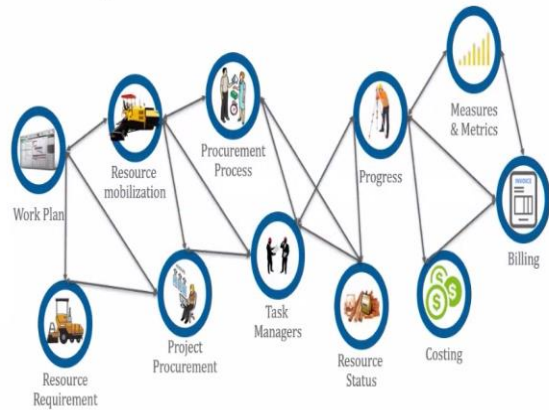 Work Plan
Resource
mobilization
Procurement
Process
Progress
Measures
& Metrics
INVOICE
Billing
Resource
Requirement
Project
Procurement
Task
Managers
Resource
Status
Costing